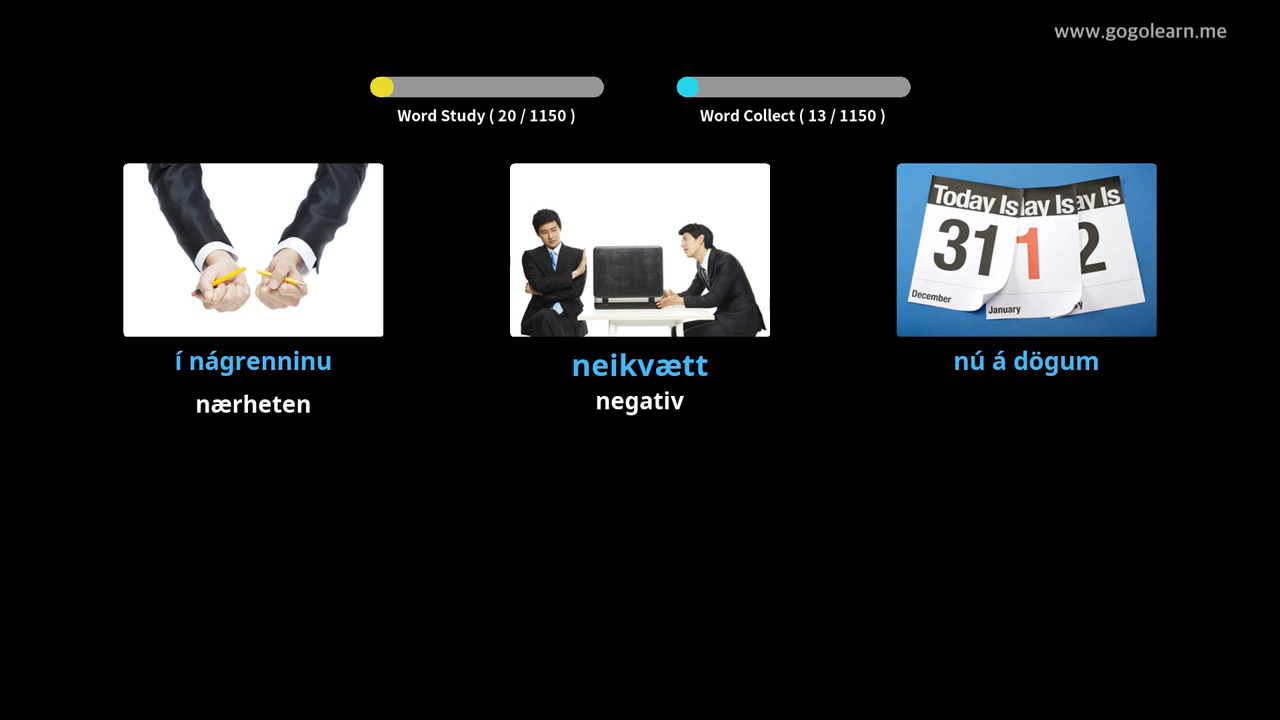 www.gogolearn.me
Word Study ( 20 / 1150 )
Word Collect ( 13 / 1150 )
Today Is
ay Is
ay Is
31
1
2
December
January
ry
í nágrenninu
neikvætt
nú á dögum
nærheten
negativ